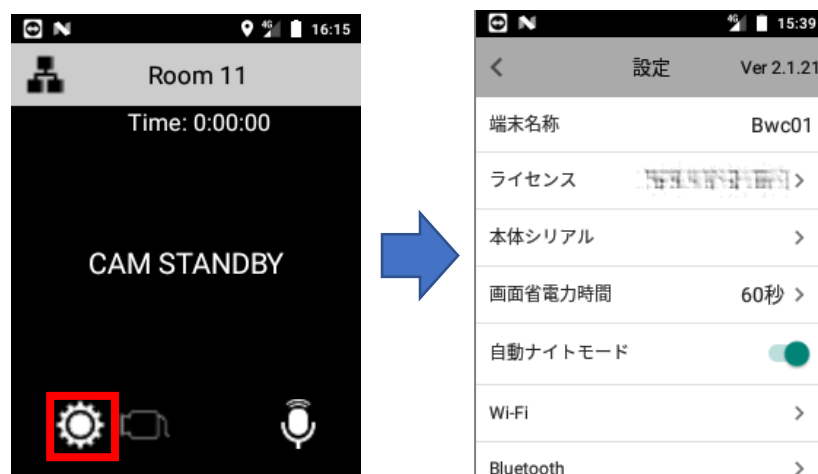 4G 16:15
Room 11
Time: 0:00:00
CAM STANDBY
4G 15:39
設定 Ver 2.1.21
端末名称 Bwc01
ライセンス
本体シリアル
画面省電力時間 60秒
自動ナイトモード
Wi-Fi
Bluetooth